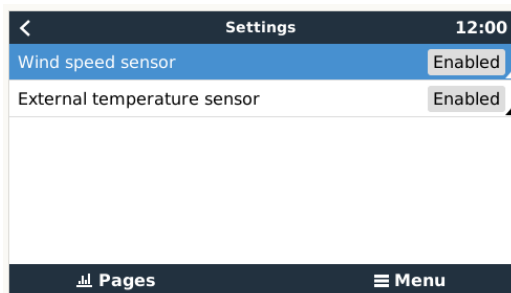 Settings 12:00
Wind speed sensor Enabled
External temperature sensor Enabled
Pages Menu